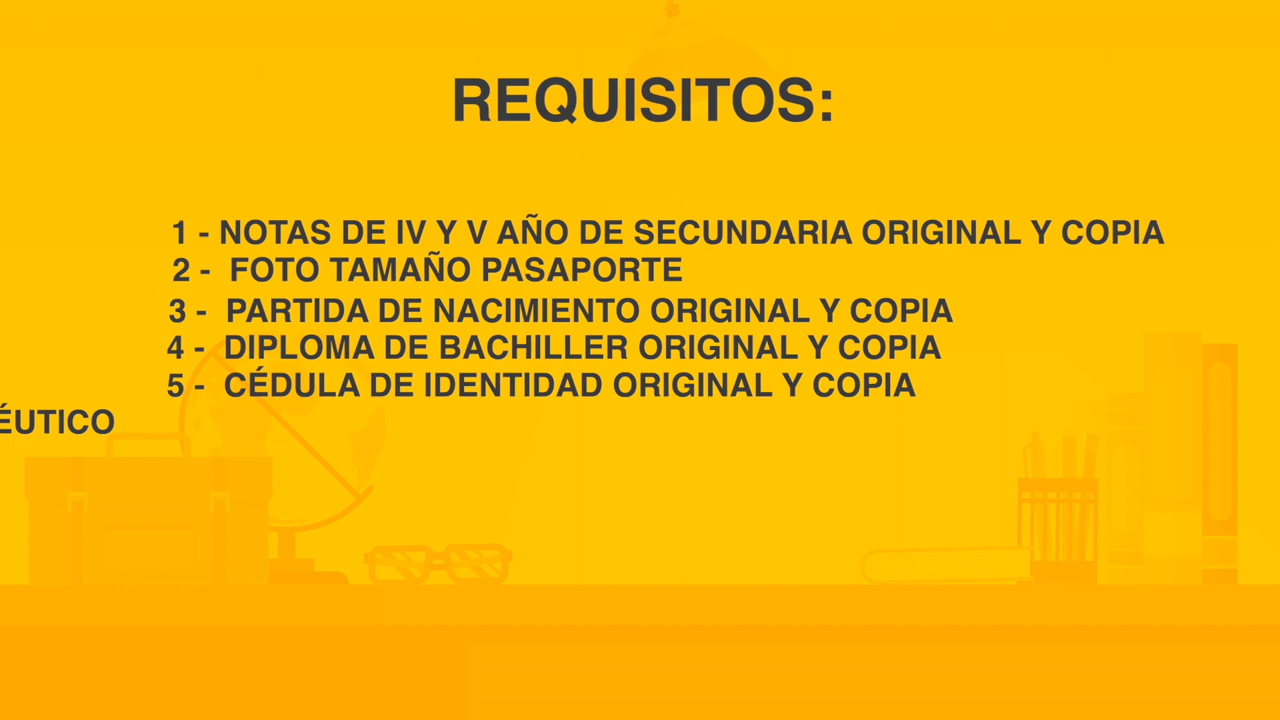 REQUISITOS:
1 - NOTAS DE IV Y V AÑO DE SECUNDARIA ORIGINAL Y COPIA
2 - FOTO TAMAÑO PASAPORTE
3 - PARTIDA DE NACIMIENTO ORIGINAL Y COPIA
4 - DIPLOMA DE BACHILLER ORIGINAL Y COPIA
5 - CÉDULA DE IDENTIDAD ORIGINAL Y COPIA
ÉUTICO